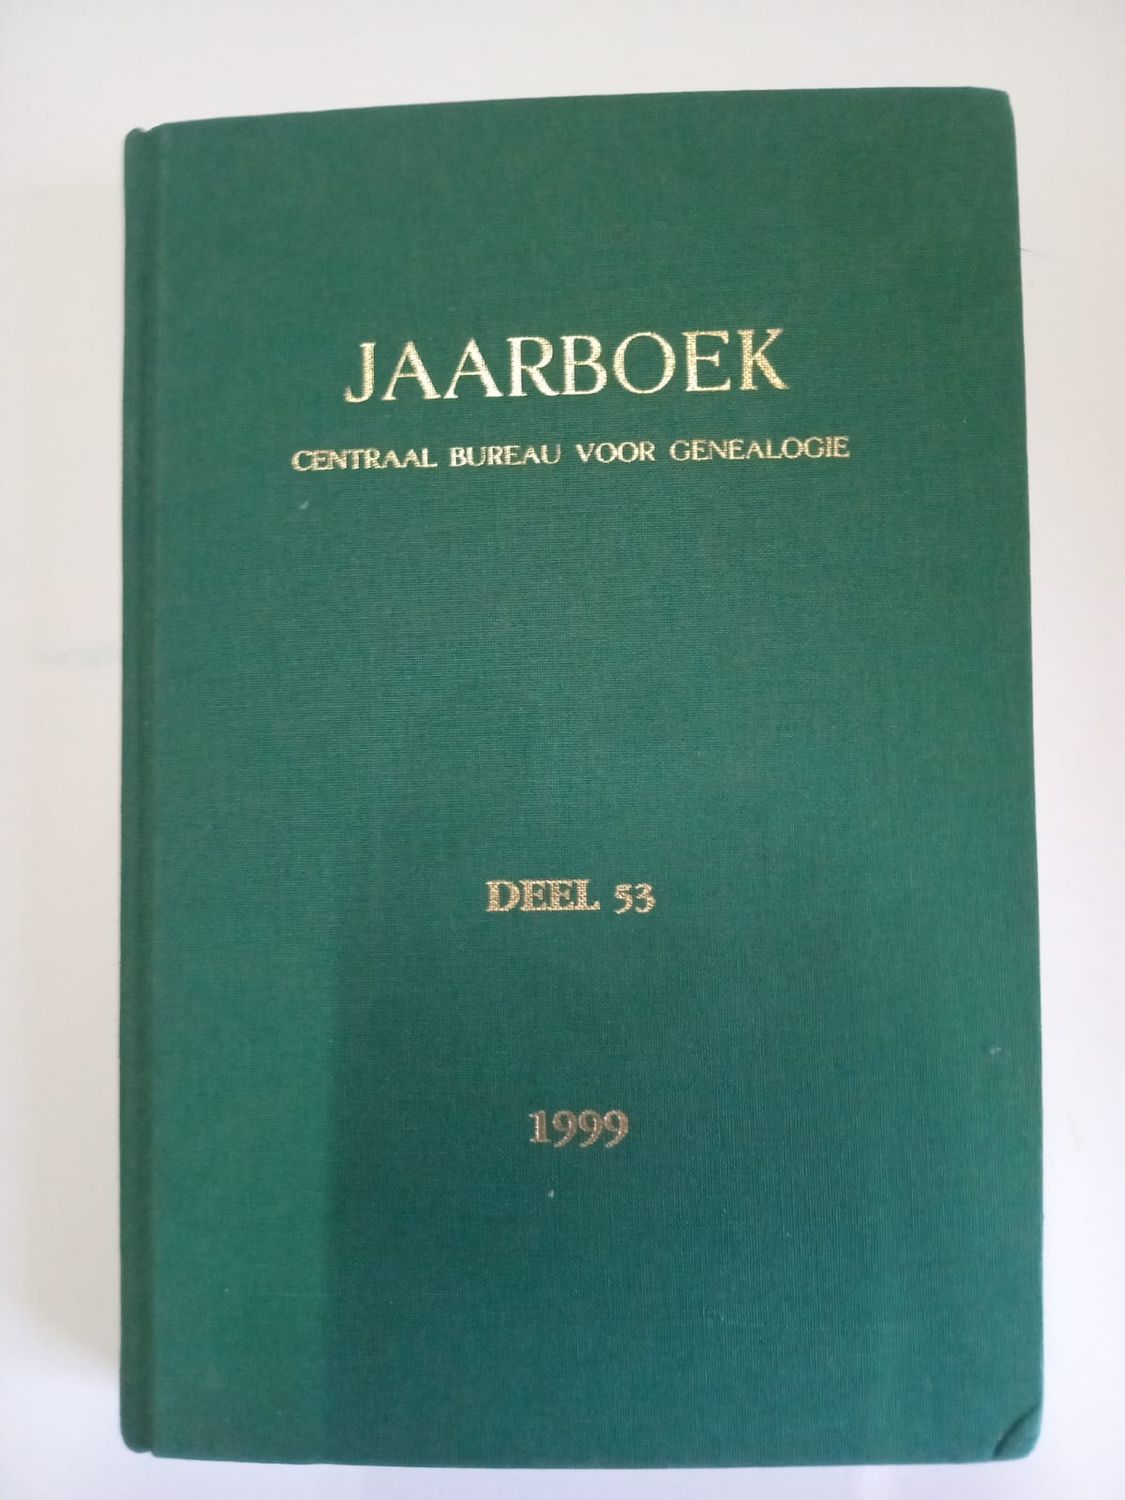 JAARBOEK
CENTRAAL BUREAU VOOR GENEALOGIE
DEEL 53
1999